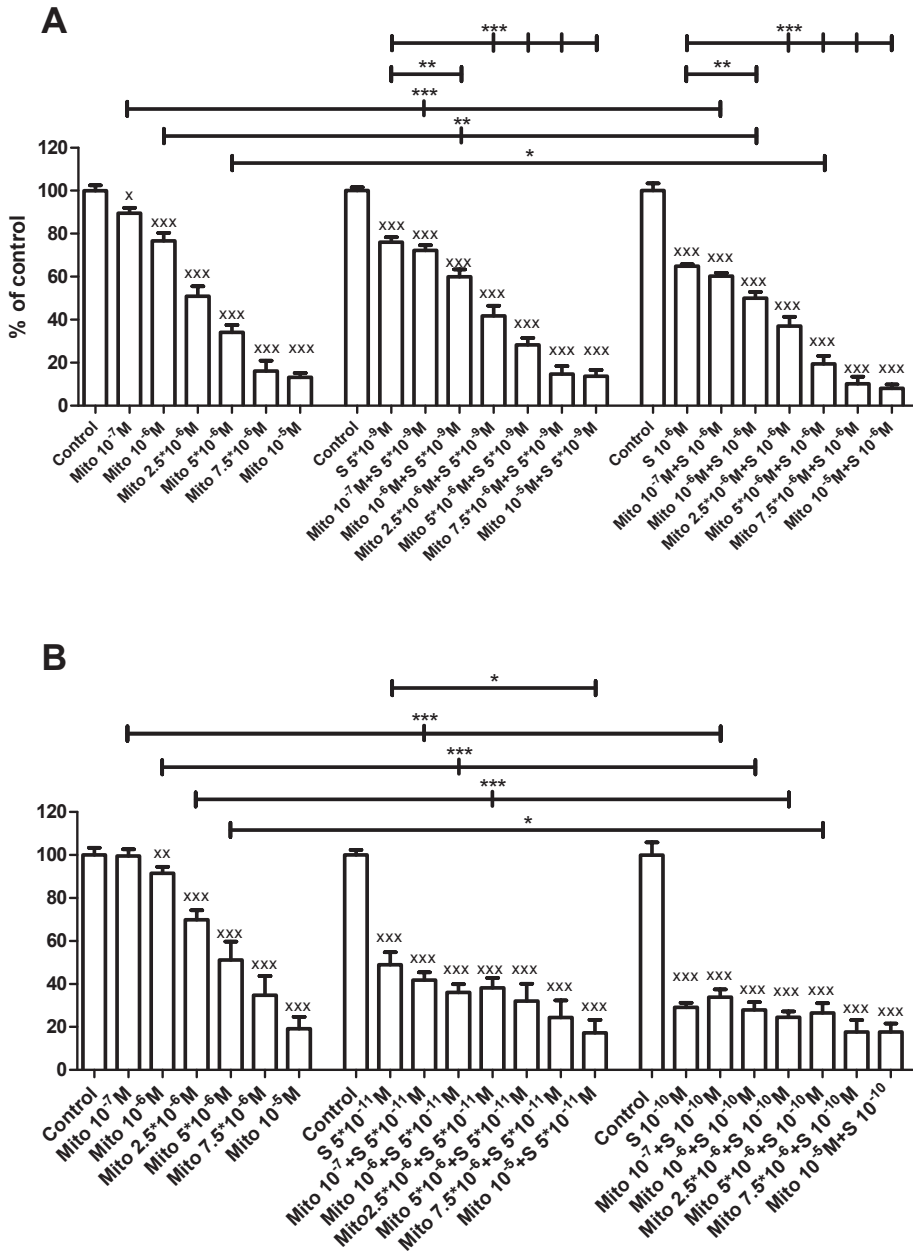 A
*** ***
** **
***
**
*
120
100
80
60
40
20
0
% of control
x xxx xxx xxx xxx xxx
xxx xxx xxx xxx xxx xxx xxx
xxx xxx xxx xxx xxx xxx xxx
Control
Mito 10⁻⁷M
Mito 10⁻⁶M
Mito 2.5*10⁻⁶M
Mito 5*10⁻⁶M
Mito 7.5*10⁻⁶M
Mito 10⁻⁵M
Control
S 5*10⁻⁹M
Mito 10⁻⁷M+S 5*10⁻⁹M
Mito 10⁻⁶M+S 5*10⁻⁹M
Mito 2.5*10⁻⁶M+S 5*10⁻⁹M
Mito 5*10⁻⁶M+S 5*10⁻⁹M
Mito 7.5*10⁻⁶M+S 5*10⁻⁹M
Mito 10⁻⁵M+S 5*10⁻⁹M
Control
S 10⁻⁶M
Mito 10⁻⁷M+S 10⁻⁶M
Mito 10⁻⁶M+S 10⁻⁶M
Mito 2.5*10⁻⁶M+S 10⁻⁶M
Mito 5*10⁻⁶M+S 10⁻⁶M
Mito 7.5*10⁻⁶M+S 10⁻⁶M
Mito 10⁻⁵M+S 10⁻⁶M
B
*
***
***
***
*
120
100
80
60
40
20
0
xx xxx xxx xxx xxx
xxx xxx xxx xxx xxx xxx xxx
xxx xxx xxx xxx xxx xxx xxx
Control
Mito 10⁻⁷M
Mito 10⁻⁶M
Mito 2.5*10⁻⁶M
Mito 5*10⁻⁶M
Mito 7.5*10⁻⁶M
Mito 10⁻⁵M
Control
S 5*10⁻¹¹M
Mito 10⁻⁷+S 5*10⁻¹¹M
Mito 10⁻⁶+S 5*10⁻¹¹M
Mito2.5*10⁻⁶+S 5*10⁻¹¹M
Mito 5*10⁻⁶+S 5*10⁻¹¹M
Mito 7.5*10⁻⁶+S 5*10⁻¹¹M
Mito 10⁻⁵+S 5*10⁻¹¹M
Control
S 10⁻¹⁰M
Mito 10⁻⁷+S 10⁻¹⁰M
Mito 10⁻⁶+S 10⁻¹⁰M
Mito 2.5*10⁻⁶+S 10⁻¹⁰M
Mito 5*10⁻⁶+S 10⁻¹⁰M
Mito 7.5*10⁻⁶+S 10⁻¹⁰M
Mito 10⁻⁵M+S 10⁻¹⁰